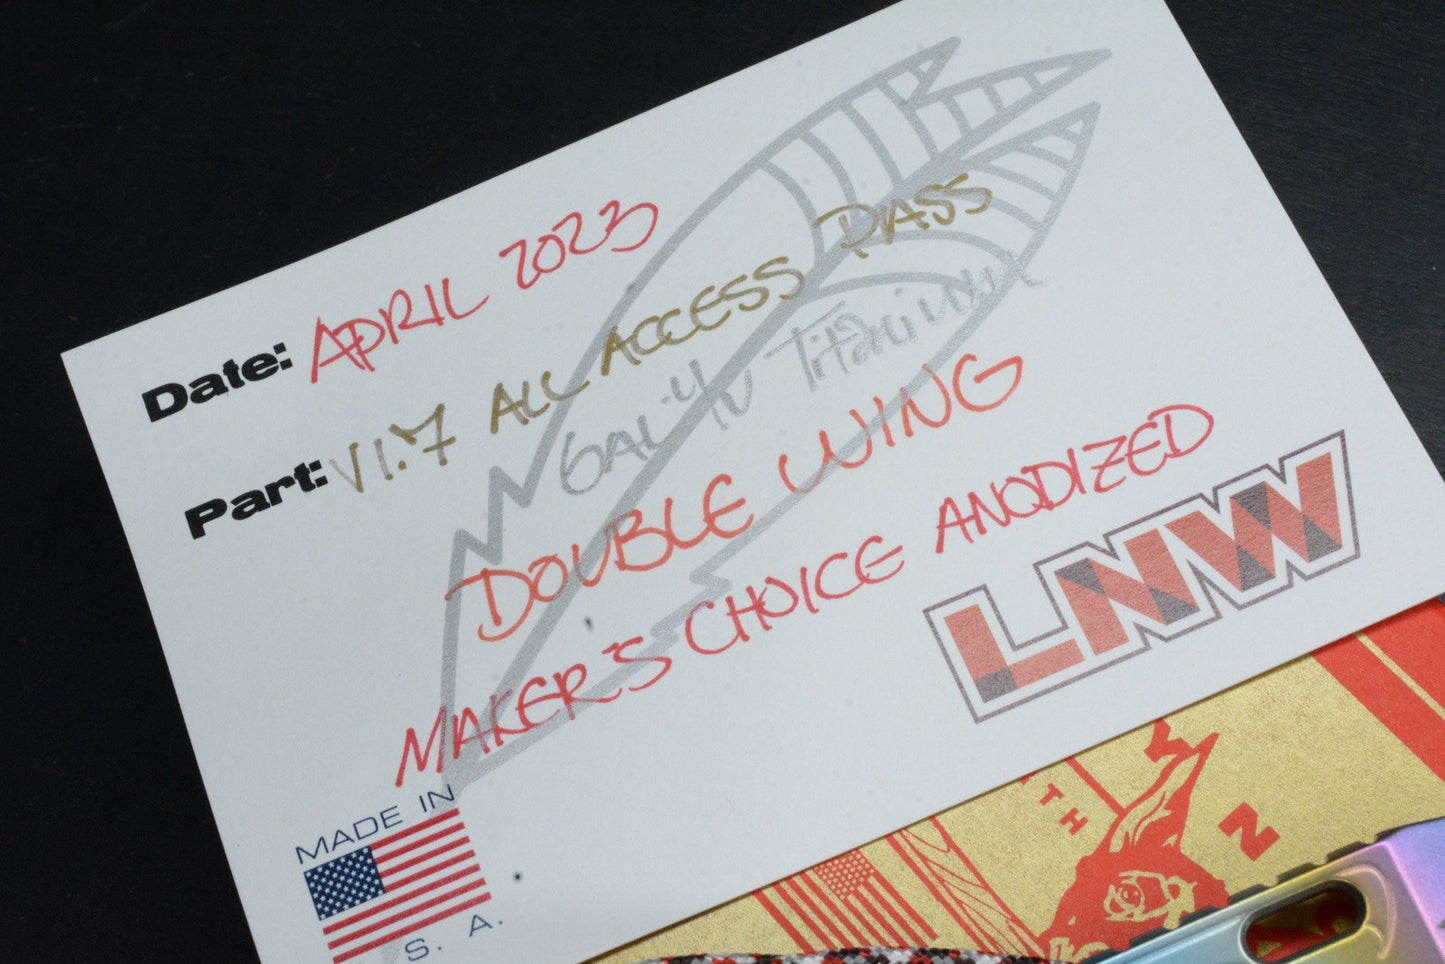 Date: APRIL 2023
Part: V1.7 ALL ACCESS PASS
6AL-4V Titanium
DOUBLE WING
MAKER'S CHOICE ANODIZED
LNW
MADE IN
S. A.
TH
N